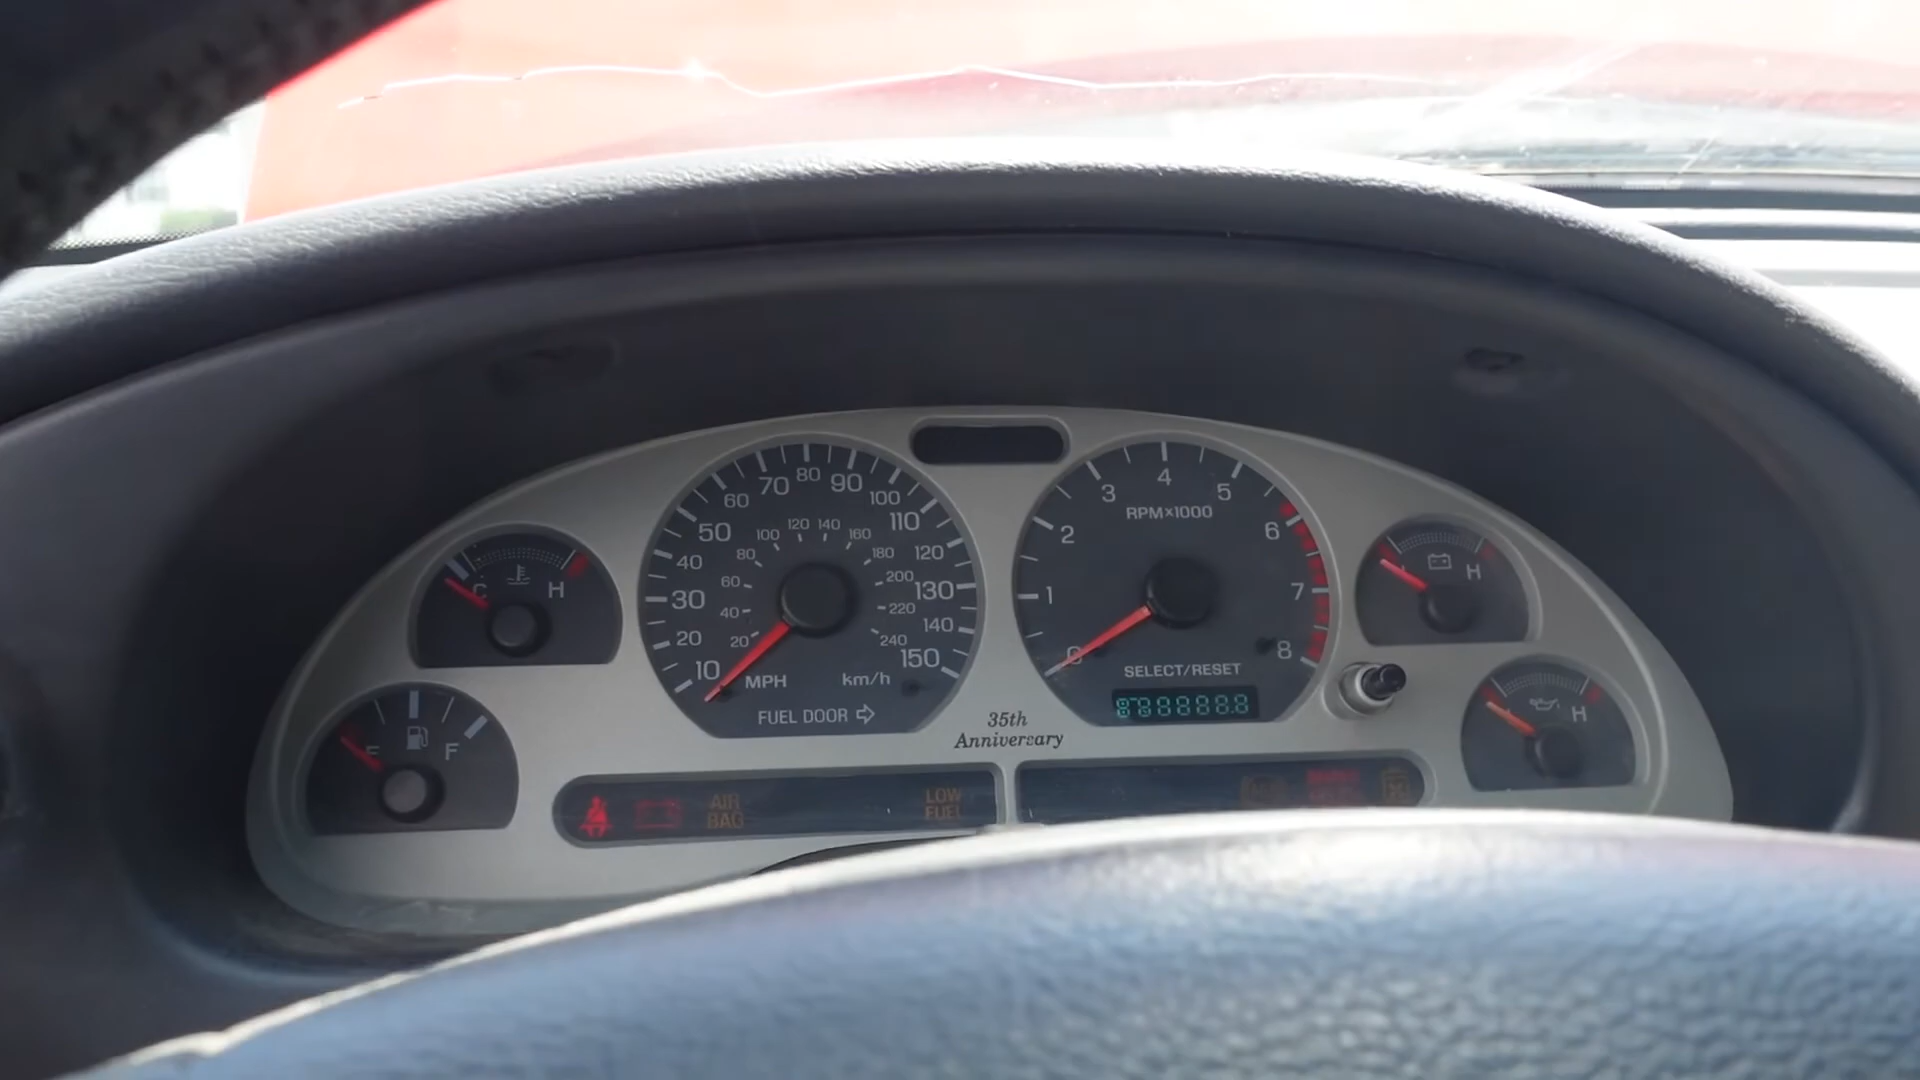 C H
E F
10 20 30 40 50 60 70 80 90 100 110 120 130 140 150
20 40 60 80 100 120 140 160 180 200 220 240
MPH km/h
FUEL DOOR
0 1 2 3 4 5 6 7 8
RPM×1000
SELECT/RESET
35th
Anniversary
H
H
AIR
BAG
LOW
FUEL